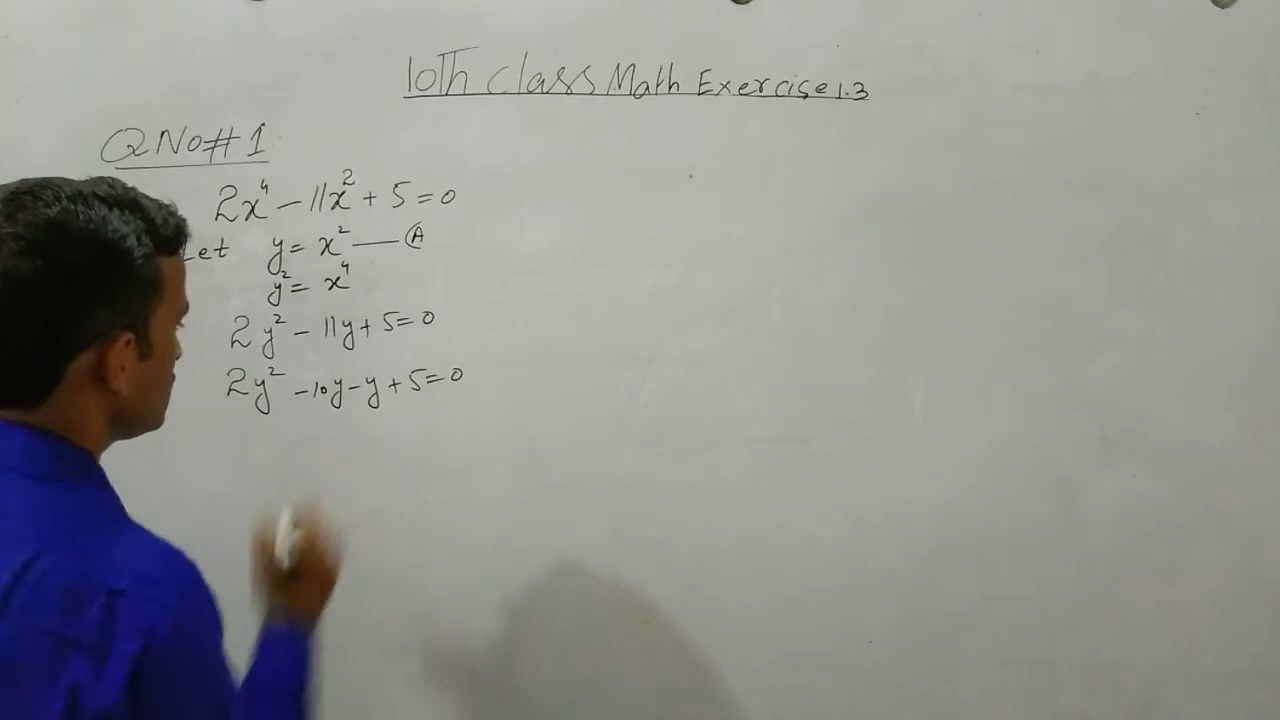 10Th Class Math Exercise 1.3
Q No # 1
2x⁴ - 11x² + 5 = 0
Let y = x² — Ⓐ
y² = x⁴
2y² - 11y + 5 = 0
2y² - 10y - y + 5 = 0